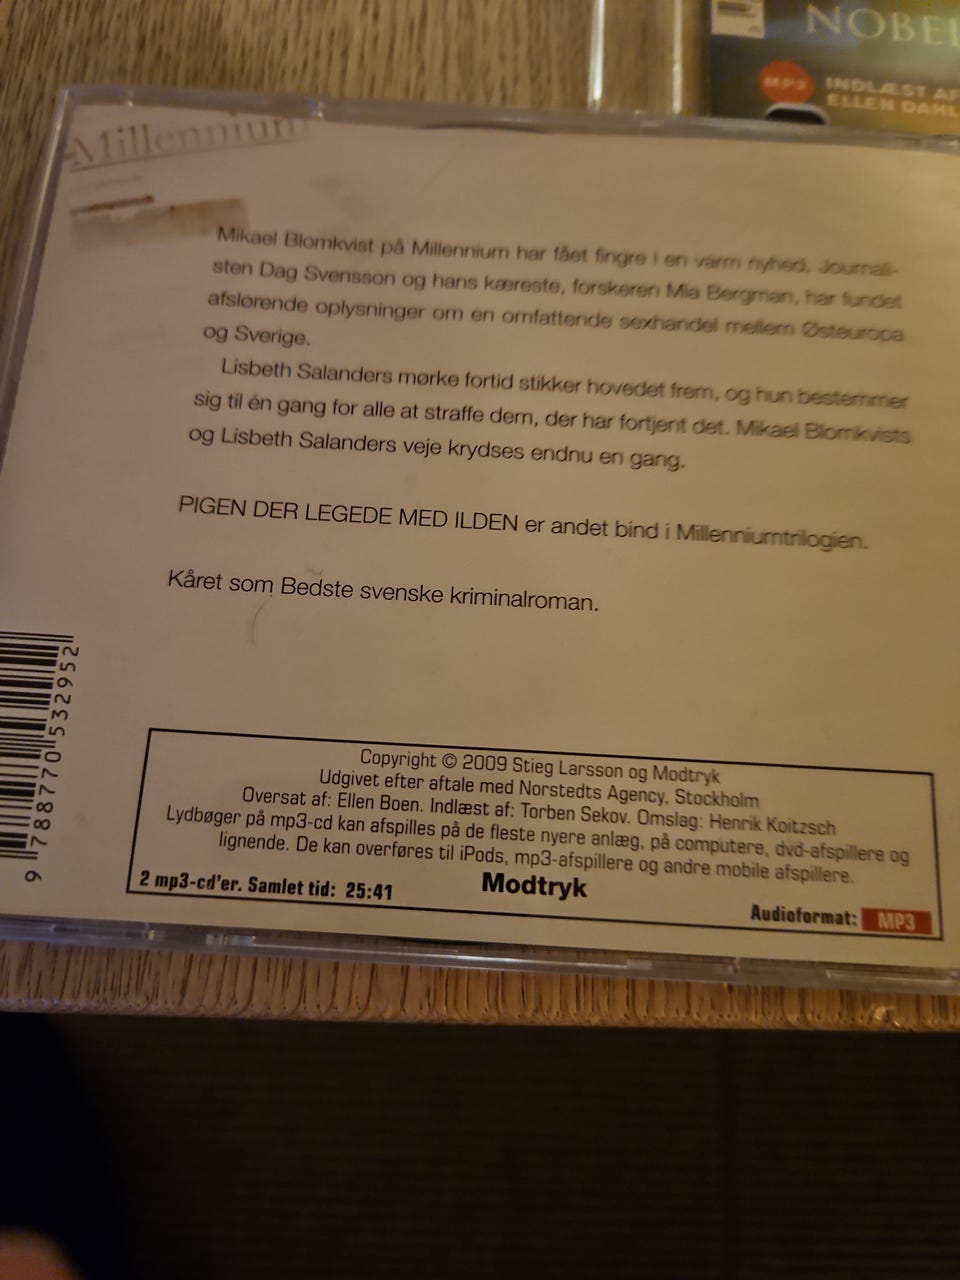 NOBEL
MP3 INDLÆST AF
ELLEN DAHL
Millennium
Mikael Blomkvist på Millennium har fået fingre i en varm nyhed. Journali-
sten Dag Svensson og hans kæreste, forskeren Mia Bergman, har fundet
afslørende oplysninger om en omfattende sexhandel mellem Østeuropa
og Sverige.
Lisbeth Salanders mørke fortid stikker hovedet frem, og hun bestemmer
sig til én gang for alle at straffe dem, der har fortjent det. Mikael Blomkvists
og Lisbeth Salanders veje krydses endnu en gang.
PIGEN DER LEGEDE MED ILDEN er andet bind i Millenniumtrilogien.
Kåret som Bedste svenske kriminalroman.
9 788770 532952
Copyright © 2009 Stieg Larsson og Modtryk
Udgivet efter aftale med Norstedts Agency, Stockholm
Oversat af: Ellen Boen. Indlæst af: Torben Sekov. Omslag: Henrik Koitzsch
Lydbøger på mp3-cd kan afspilles på de fleste nyere anlæg, på computere, dvd-afspillere og
lignende. De kan overføres til iPods, mp3-afspillere og andre mobile afspillere.
2 mp3-cd'er. Samlet tid: 25:41
Modtryk
Audioformat: MP3